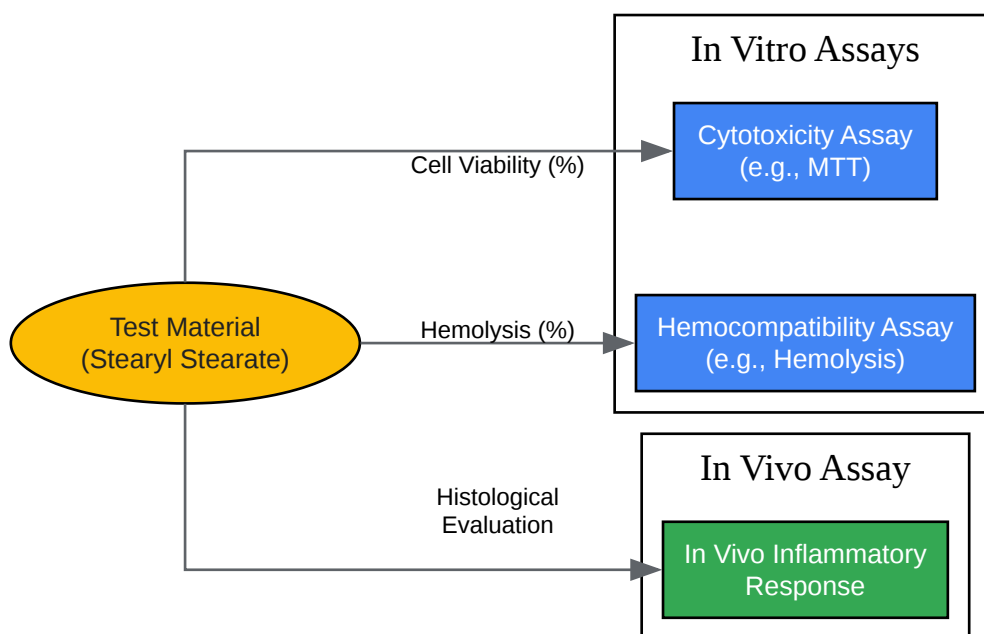 In Vitro Assays
Cytotoxicity Assay
(e.g., MTT)
Cell Viability (%)
Test Material
(Stearyl Stearate)
Hemolysis (%)
Hemocompatibility Assay
(e.g., Hemolysis)
In Vivo Assay
Histological
Evaluation
In Vivo Inflammatory
Response